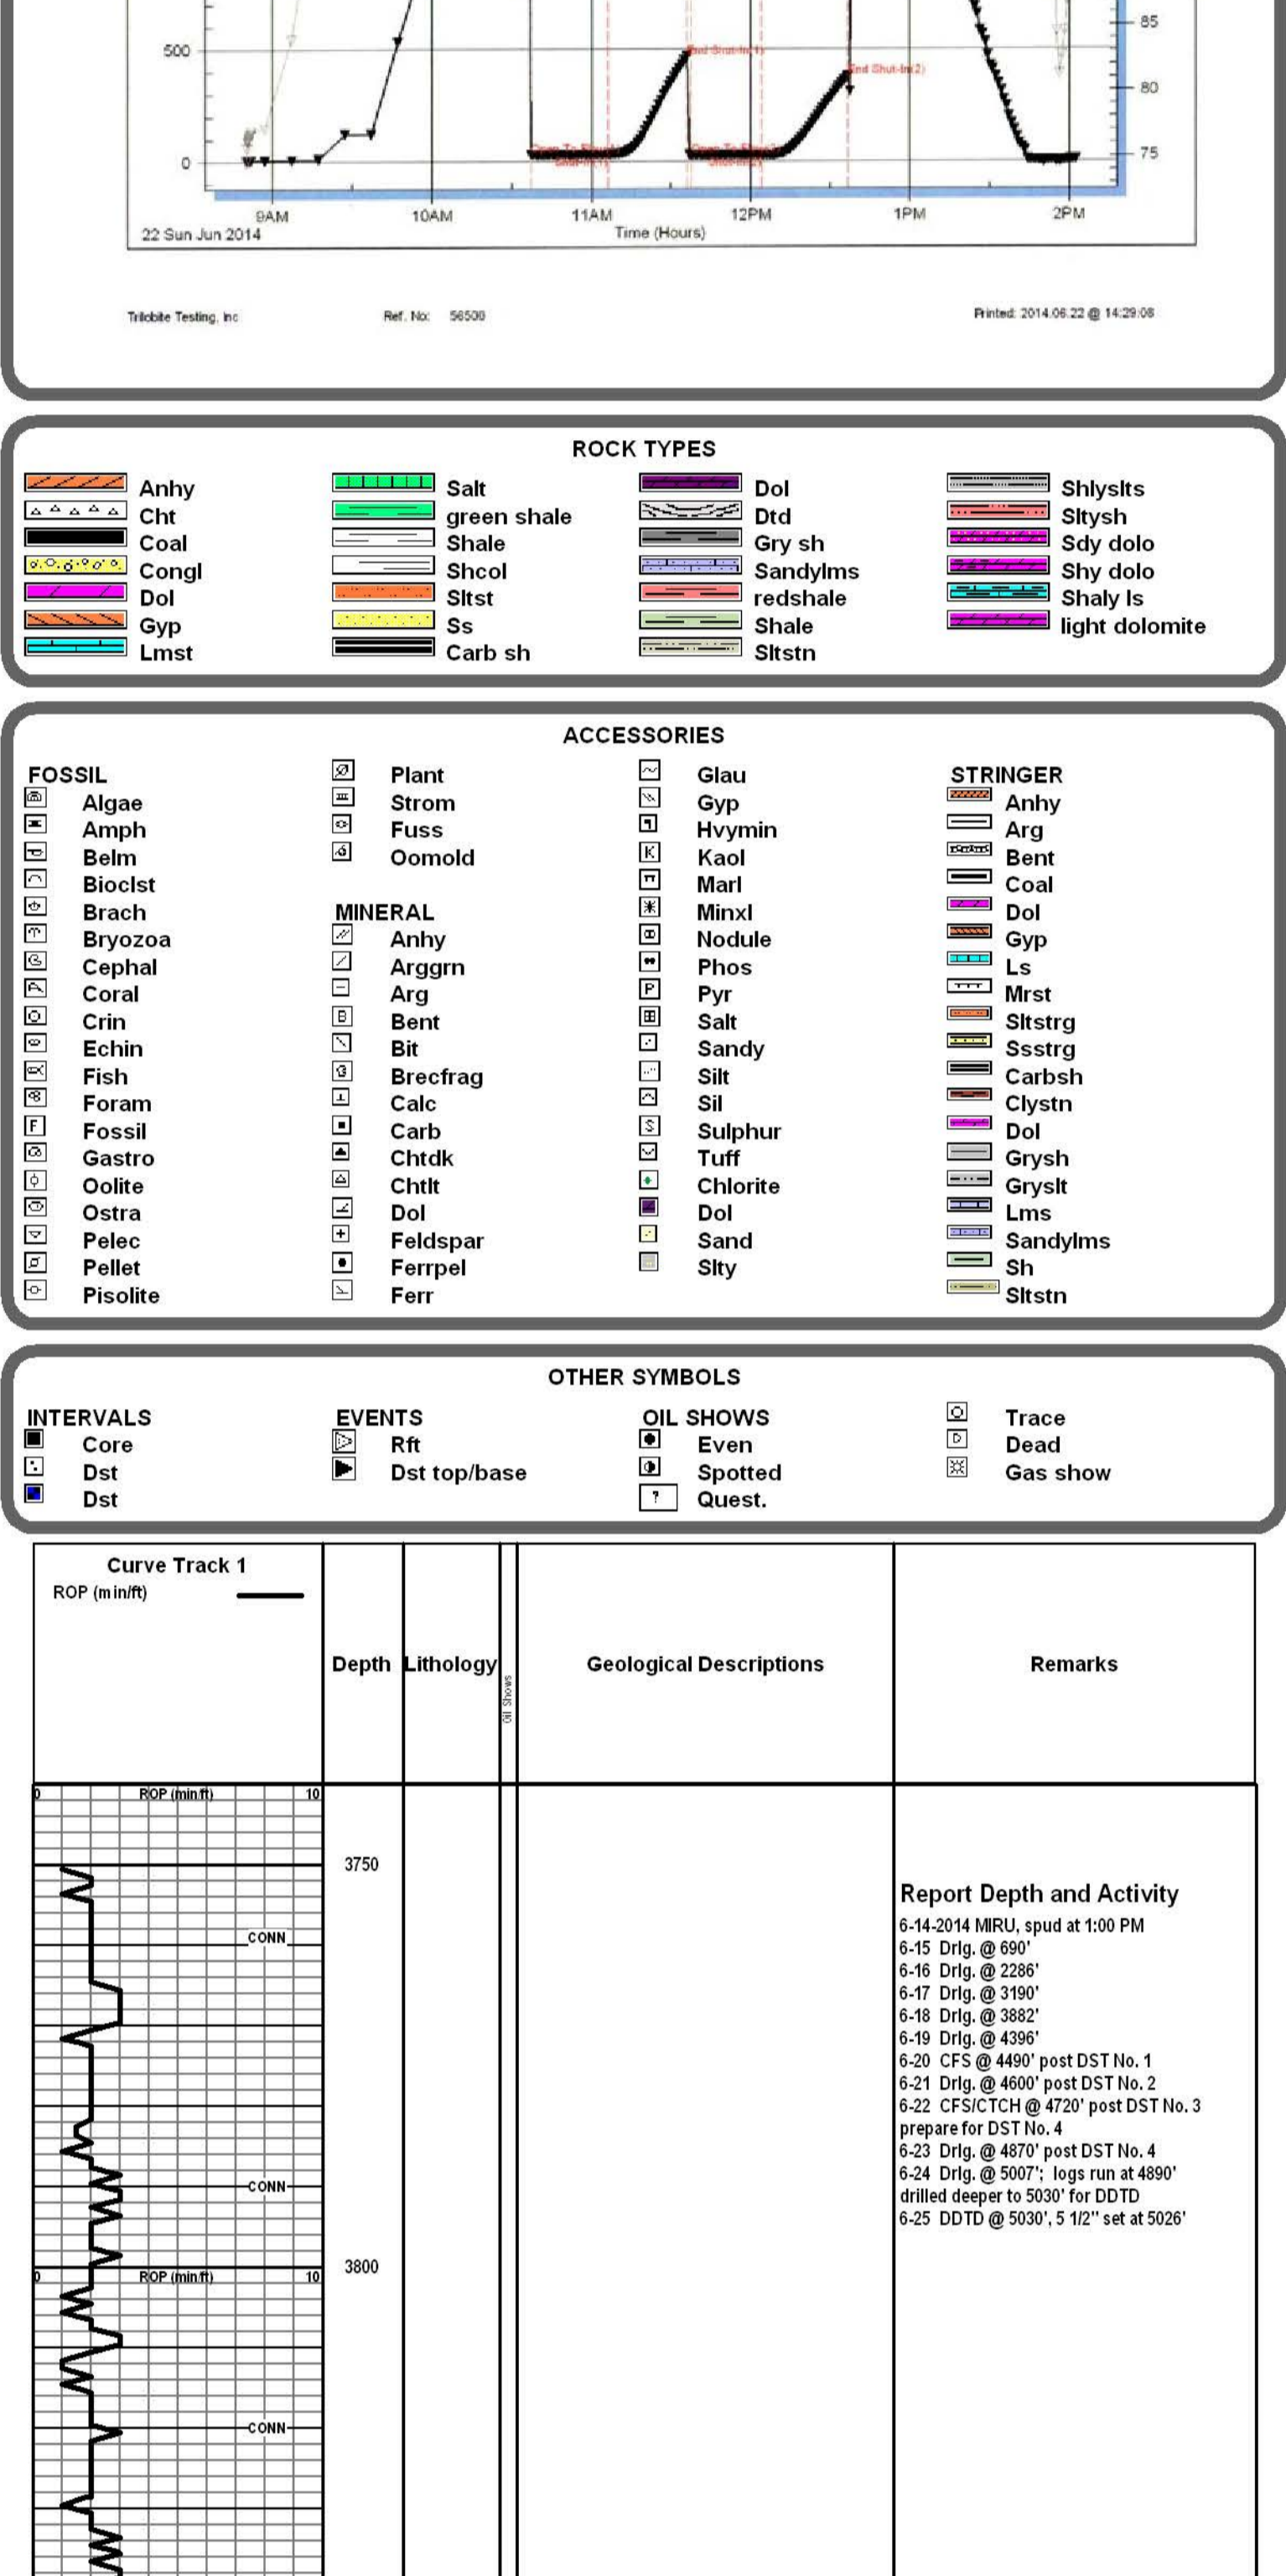 500
0
85
80
75
End Shut-In(1)
End Shut-In(2)
9AM
10AM
11AM
12PM
1PM
2PM
22 Sun Jun 2014
Time (Hours)
Trilobite Testing, Inc
Ref. No: 56500
Printed: 2014.06.22 @ 14:29:08
ROCK TYPES
Anhy
Cht
Coal
Congl
Dol
Gyp
Lmst
Salt
green shale
Shale
Shcol
Sltst
Ss
Carb sh
Dol
Dtd
Gry sh
Sandylms
redshale
Shale
Sltstn
Shlyslts
Sltysh
Sdy dolo
Shy dolo
Shaly ls
light dolomite
ACCESSORIES
FOSSIL
Algae
Amph
Belm
Bioclst
Brach
Bryozoa
Cephal
Coral
Crin
Echin
Fish
Foram
F Fossil
Gastro
Oolite
Ostra
Pelec
Pellet
Pisolite
Plant
Strom
Fuss
Oomold
MINERAL
Anhy
Arggrn
Arg
B Bent
Bit
Brecfrag
Calc
Carb
Chtdk
Chtlt
Dol
Feldspar
Ferrpel
Ferr
Glau
Gyp
Hvymin
K Kaol
Marl
Minxl
Nodule
Phos
P Pyr
Salt
Sandy
Silt
Sil
S Sulphur
Tuff
Chlorite
Dol
Sand
Slty
STRINGER
Anhy
Arg
Bent
Coal
Dol
Gyp
Ls
Mrst
Sltstrg
Ssstrg
Carbsh
Clystn
Dol
Grysh
Gryslt
Lms
Sandylms
Sh
Sltstn
OTHER SYMBOLS
INTERVALS
Core
Dst
Dst
EVENTS
Rft
Dst top/base
OIL SHOWS
Even
Spotted
? Quest.
Trace
D Dead
Gas show
Curve Track 1
ROP (min/ft)
Depth
Lithology
Oil Shows
Geological Descriptions
Remarks
0 ROP (min/ft) 10
3750
CONN
CONN
3800
0 ROP (min/ft) 10
CONN
Report Depth and Activity
6-14-2014 MIRU, spud at 1:00 PM
6-15 Drlg. @ 690'
6-16 Drlg. @ 2286'
6-17 Drlg. @ 3190'
6-18 Drlg. @ 3882'
6-19 Drlg. @ 4396'
6-20 CFS @ 4490' post DST No. 1
6-21 Drlg. @ 4600' post DST No. 2
6-22 CFS/CTCH @ 4720' post DST No. 3
prepare for DST No. 4
6-23 Drlg. @ 4870' post DST No. 4
6-24 Drlg. @ 5007'; logs run at 4890'
drilled deeper to 5030' for DDTD
6-25 DDTD @ 5030', 5 1/2" set at 5026'